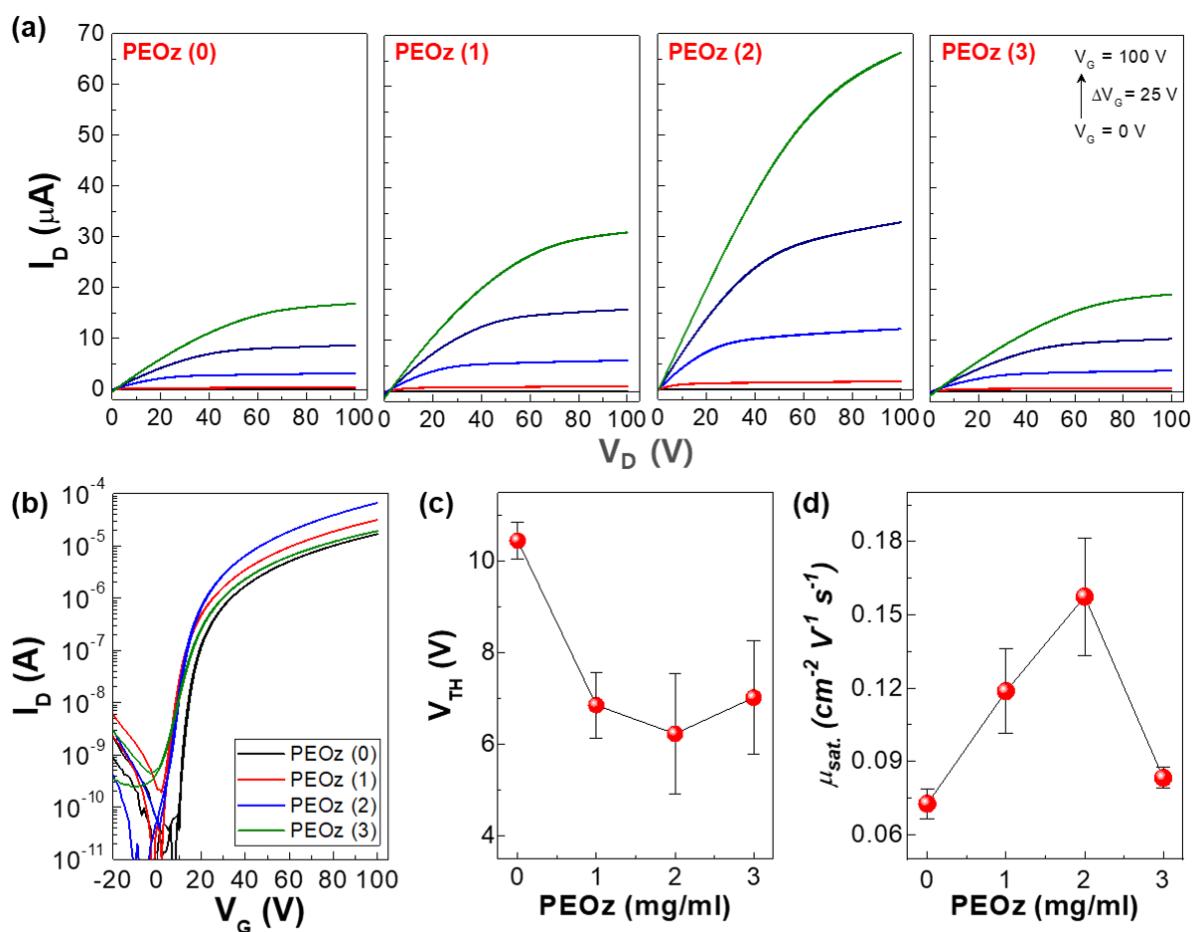 (a)
PEOz (0)
PEOz (1)
PEOz (2)
PEOz (3)
V_G = 100 V
ΔV_G = 25 V
V_G = 0 V
I_D (μA)
70
60
50
40
30
20
10
0
0 20 40 60 80 100
0 20 40 60 80 100
0 20 40 60 80 100
0 20 40 60 80 100
V_D (V)
(b)
I_D (A)
10^-4
10^-5
10^-6
10^-7
10^-8
10^-9
10^-10
10^-11
PEOz (0)
PEOz (1)
PEOz (2)
PEOz (3)
-20 0 20 40 60 80 100
V_G (V)
(c)
V_TH (V)
10
8
6
4
0 1 2 3
PEOz (mg/ml)
(d)
μ_sat. (cm^-2 V^-1 s^-1)
0.18
0.15
0.12
0.09
0.06
0 1 2 3
PEOz (mg/ml)